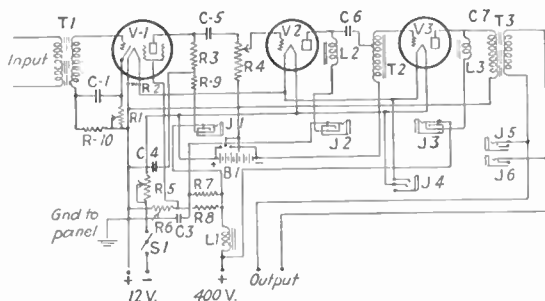 T1
V-1
C-5
V2
C6
V3
C7
T3
Input
R3
R4
L2
T2
L3
R2
R-9
C-1
R1
J1
J2
J3
J5
J6
R-10
C4
B1
J4
R5
R7
R8
R6
C3
L1
Gnd to
panel
S1
+ −
12 V.
+
400 V.
Output